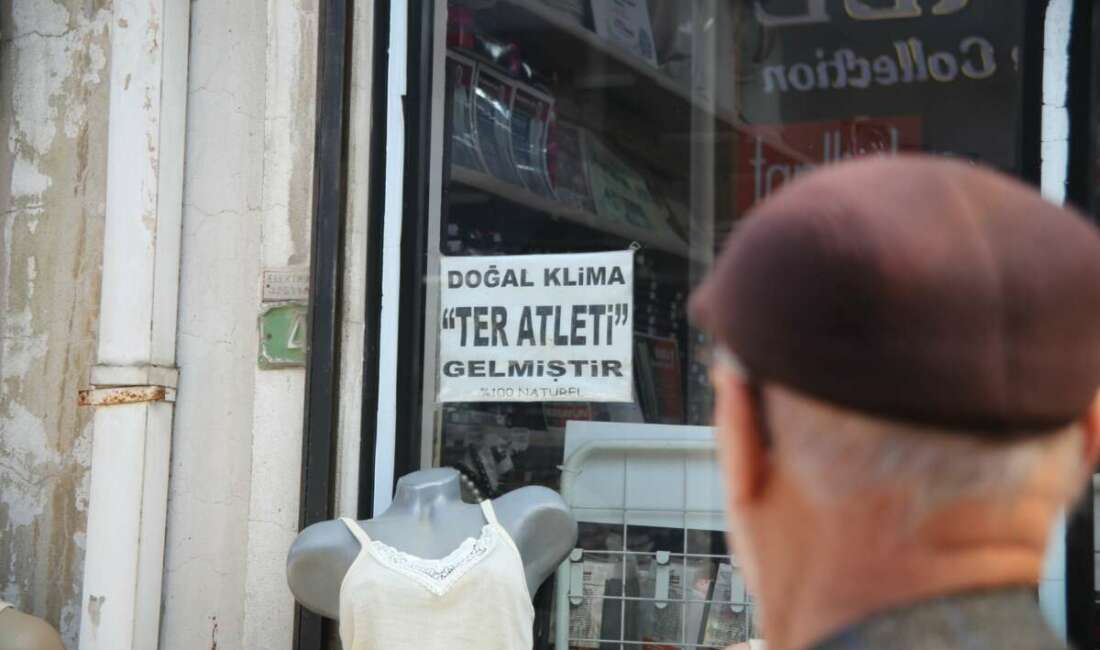 Collection
DOĞAL KLİMA
"TER ATLETİ"
GELMİŞTİR
%100 NATUREL